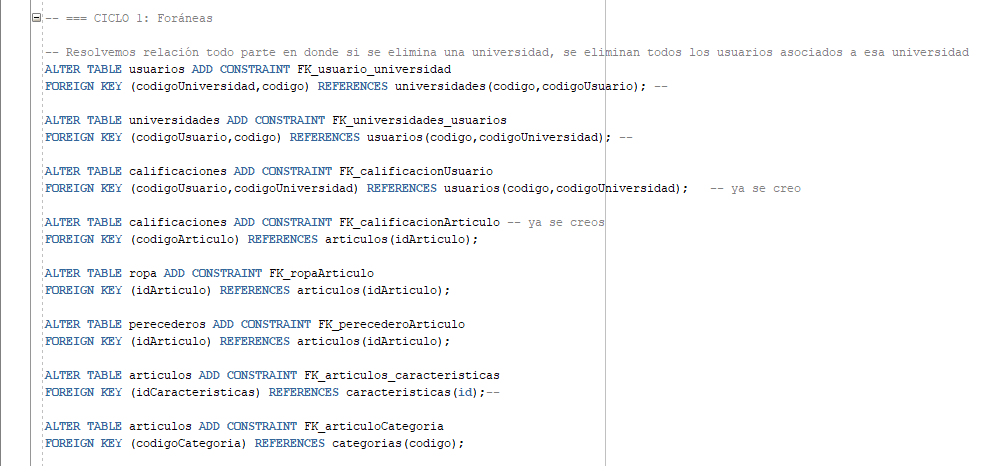 -- === CICLO 1: Foráneas
-- Resolvemos relación todo parte en donde si se elimina una universidad, se eliminan todos los usuarios asociados a esa universidad
ALTER TABLE usuarios ADD CONSTRAINT FK_usuario_universidad
FOREIGN KEY (codigoUniversidad,codigo) REFERENCES universidades(codigo,codigoUsuario); --
ALTER TABLE universidades ADD CONSTRAINT FK_universidades_usuarios
FOREIGN KEY (codigoUsuario,codigo) REFERENCES usuarios(codigo,codigoUniversidad); --
ALTER TABLE calificaciones ADD CONSTRAINT FK_calificacionUsuario
FOREIGN KEY (codigoUsuario,codigoUniversidad) REFERENCES usuarios(codigo,codigoUniversidad);   -- ya se creo
ALTER TABLE calificaciones ADD CONSTRAINT FK_calificacionArticulo -- ya se creos
FOREIGN KEY (codigoArticulo) REFERENCES articulos(idArticulo);
ALTER TABLE ropa ADD CONSTRAINT FK_ropaArticulo
FOREIGN KEY (idArticulo) REFERENCES articulos(idArticulo);
ALTER TABLE perecederos ADD CONSTRAINT FK_perecederoArticulo
FOREIGN KEY (idArticulo) REFERENCES articulos(idArticulo);
ALTER TABLE articulos ADD CONSTRAINT FK_articulos_caracteristicas
FOREIGN KEY (idCaracteristicas) REFERENCES caracteristicas(id);--
ALTER TABLE articulos ADD CONSTRAINT FK_articuloCategoria
FOREIGN KEY (codigoCategoria) REFERENCES categorias(codigo);